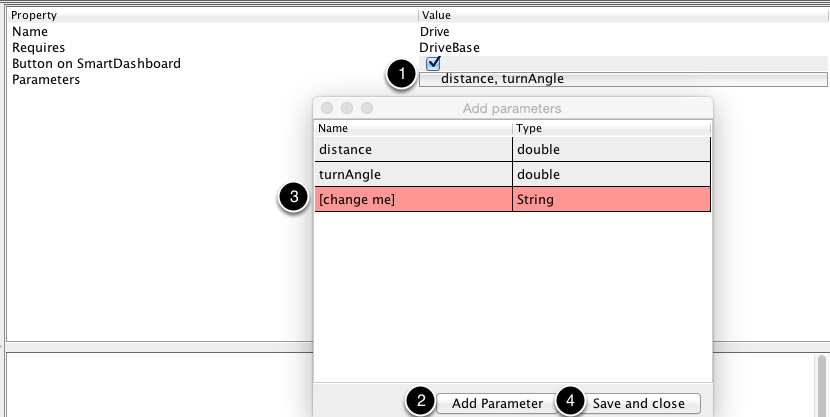 Property Value
Name Drive
Requires DriveBase
Button on SmartDashboard
1
Parameters distance, turnAngle
Add parameters
Name Type
distance double
turnAngle double
3 [change me] String
2 Add Parameter 4 Save and close